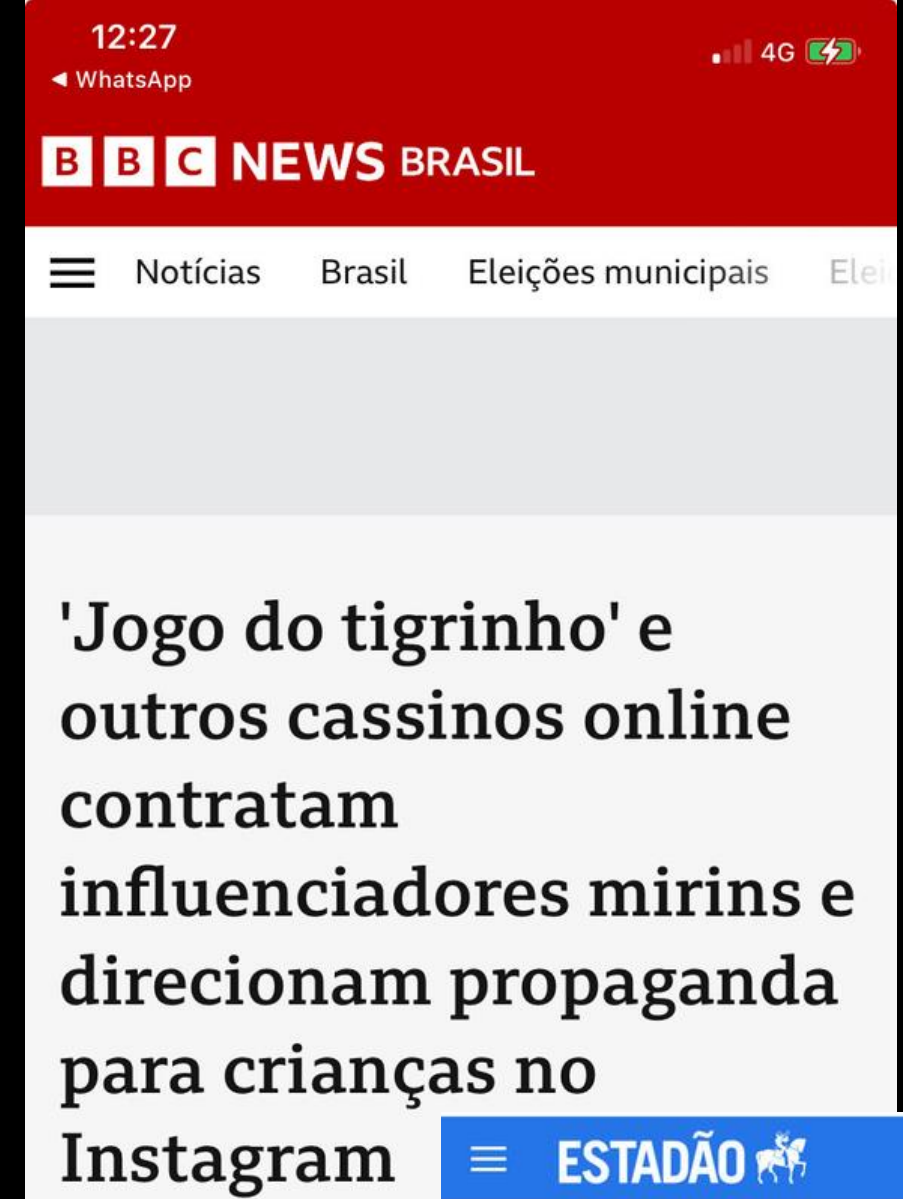 12:27
4G
◀ WhatsApp
BBC NEWS BRASIL
Notícias Brasil Eleições municipais
'Jogo do tigrinho' e
outros cassinos online
contratam
influenciadores mirins e
direcionam propaganda
para crianças no
Instagram
ESTADÃO